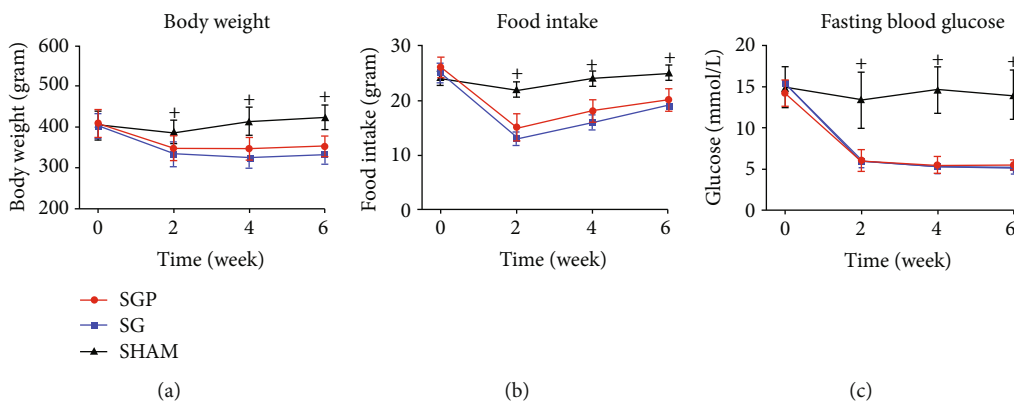 Body weight
Body weight (gram)
600
500
400
300
200
0
2
4
6
Time (week)
+
+
+
SGP
SG
SHAM
(a)
Food intake
Food intake (gram)
30
20
10
0
0
2
4
6
Time (week)
+
+
+
(b)
Fasting blood glucose
Glucose (mmol/L)
20
15
10
5
0
0
2
4
6
Time (week)
+
+
+
(c)